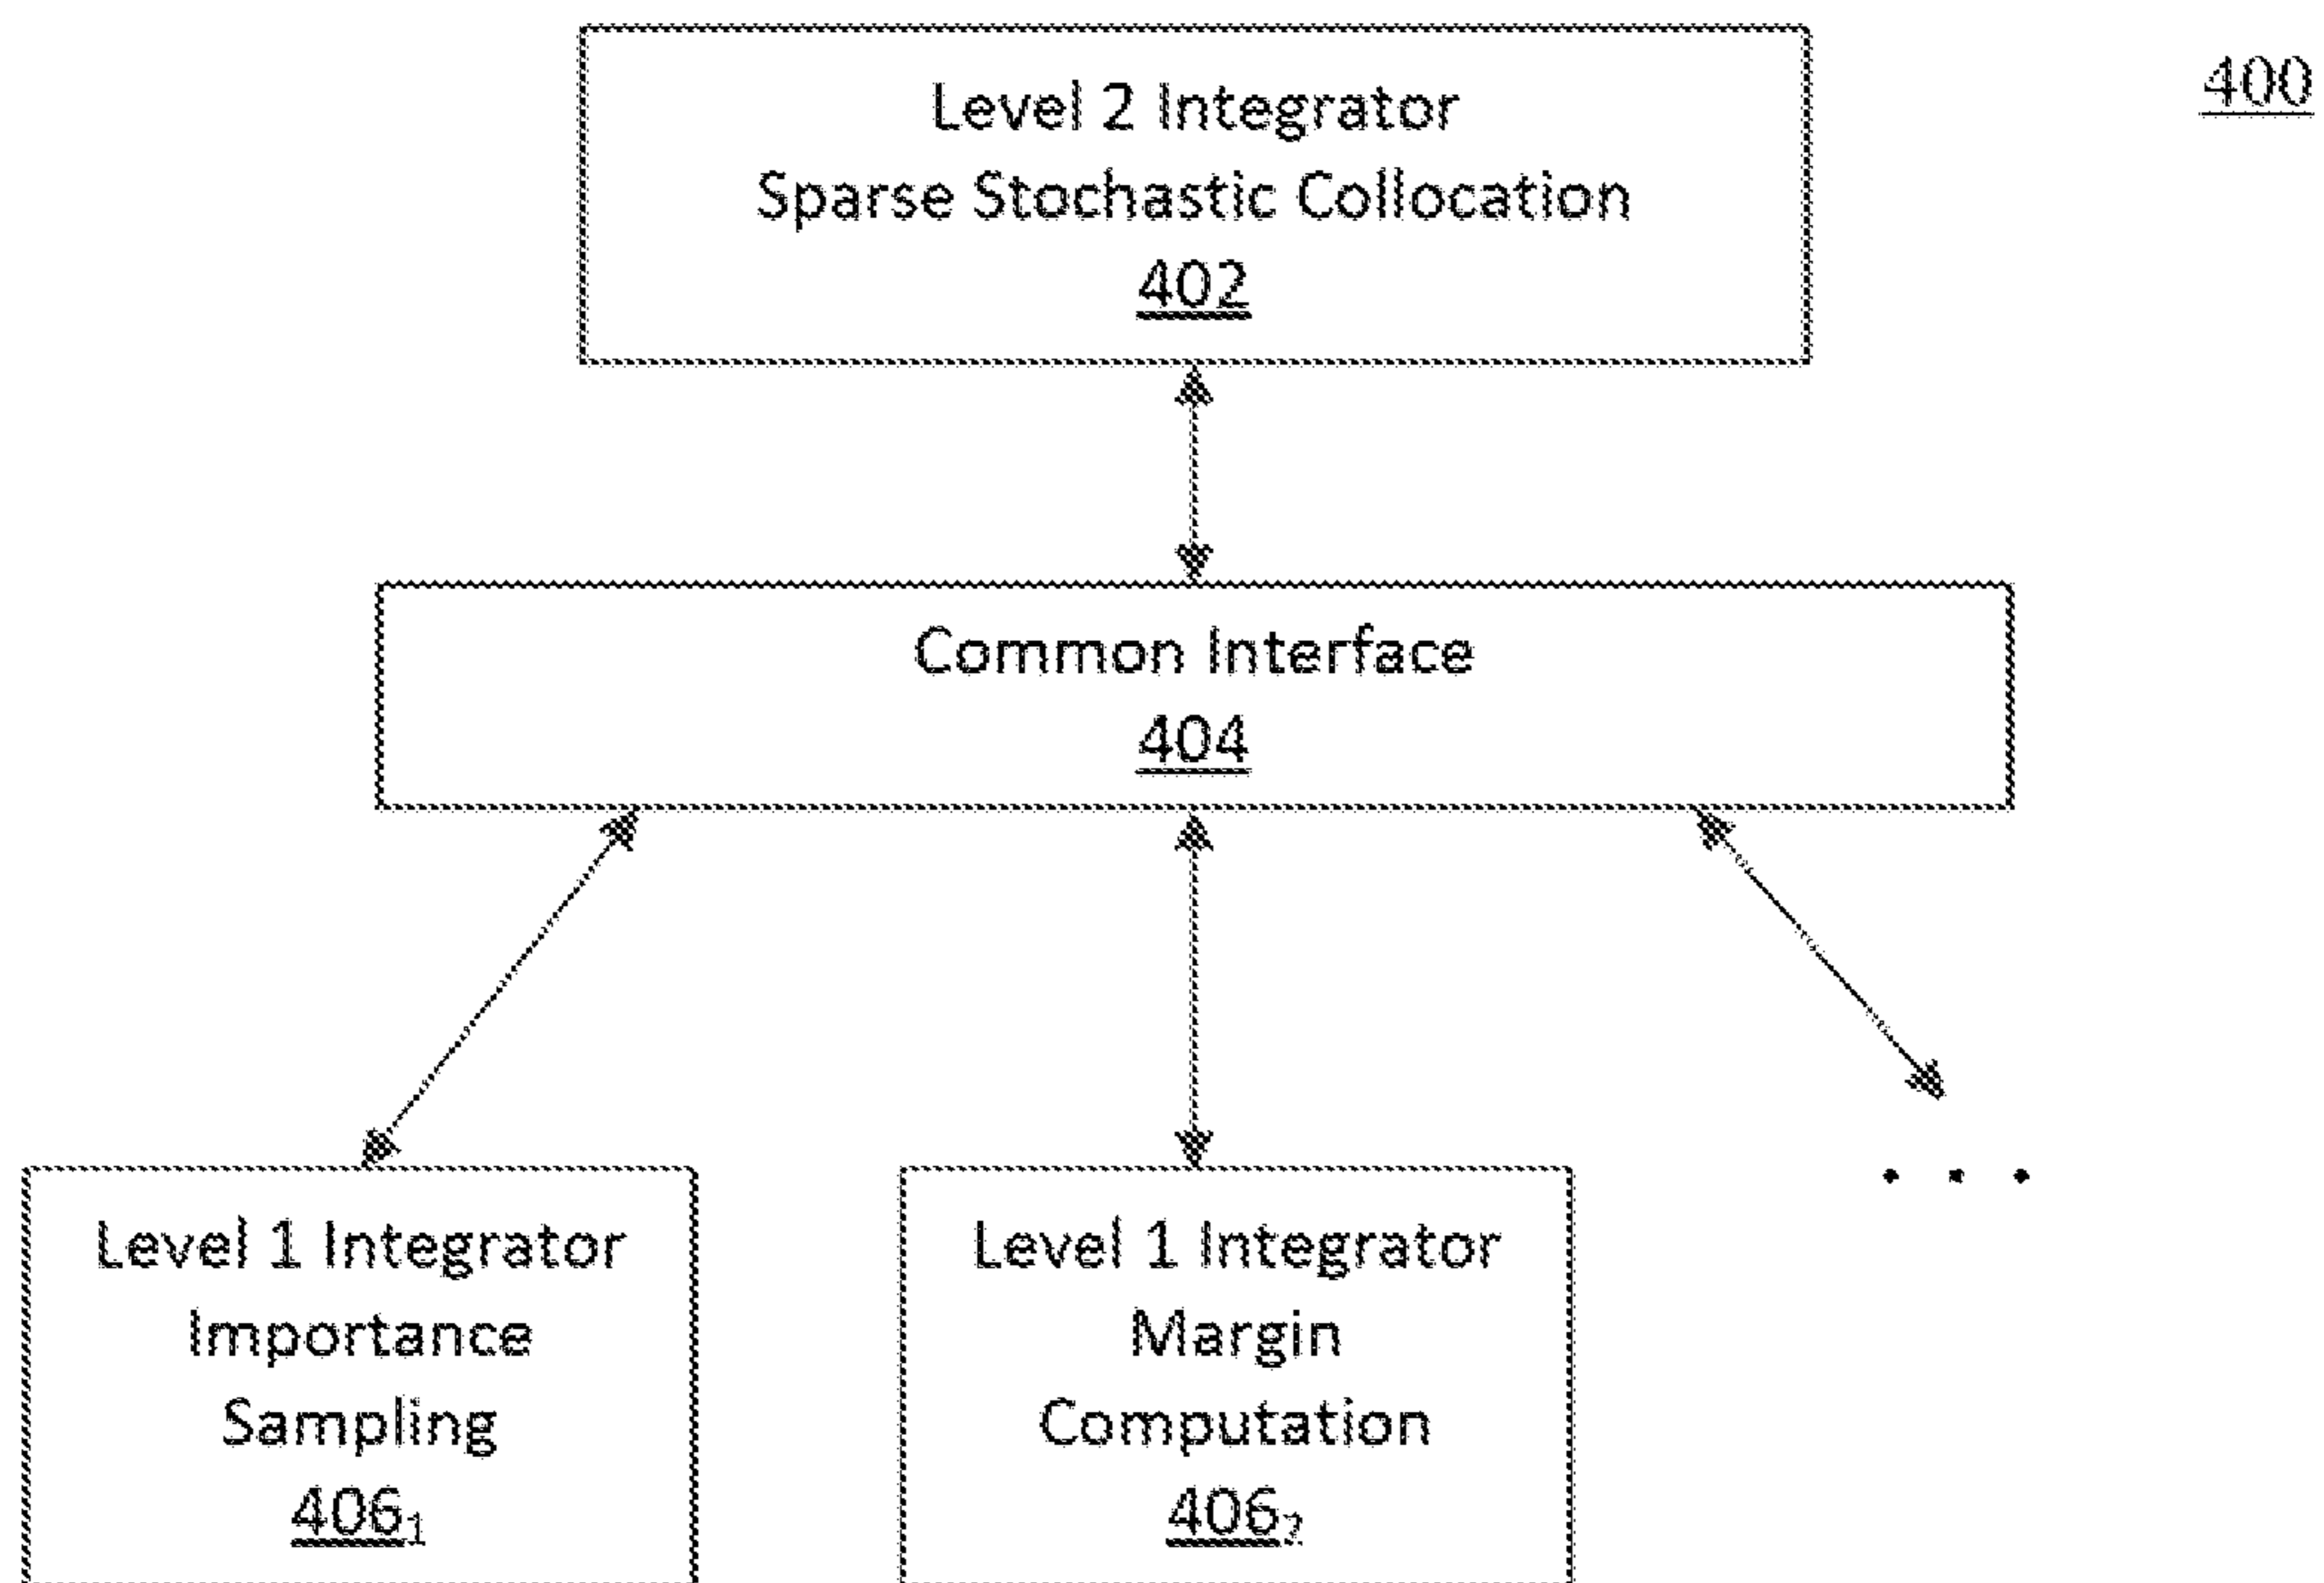 400
Level 2 Integrator
Sparse Stochastic Collocation
402
Common Interface
404
Level 1 Integrator
Importance
Sampling
406₁
Level 1 Integrator
Margin
Computation
406₂
. . .